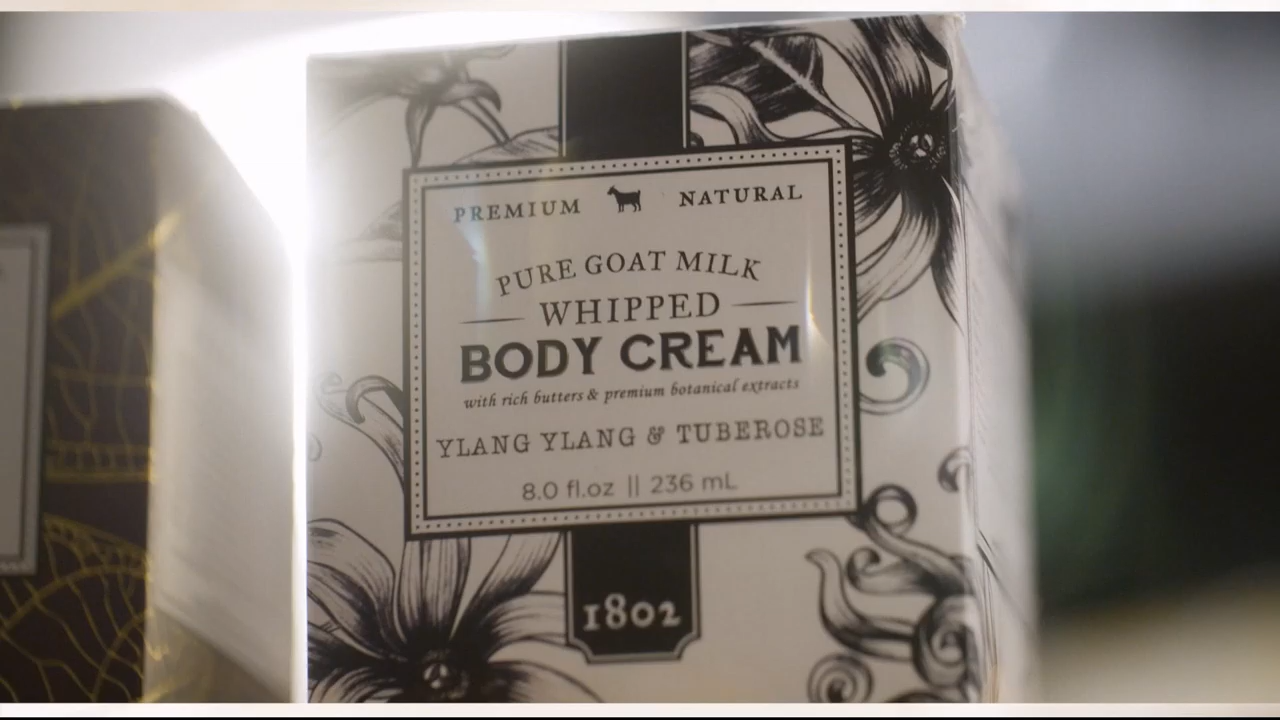 PREMIUM NATURAL
PURE GOAT MILK
WHIPPED
BODY CREAM
with rich butters & premium botanical extracts
YLANG YLANG & TUBEROSE
8.0 fl.oz || 236 mL
1802